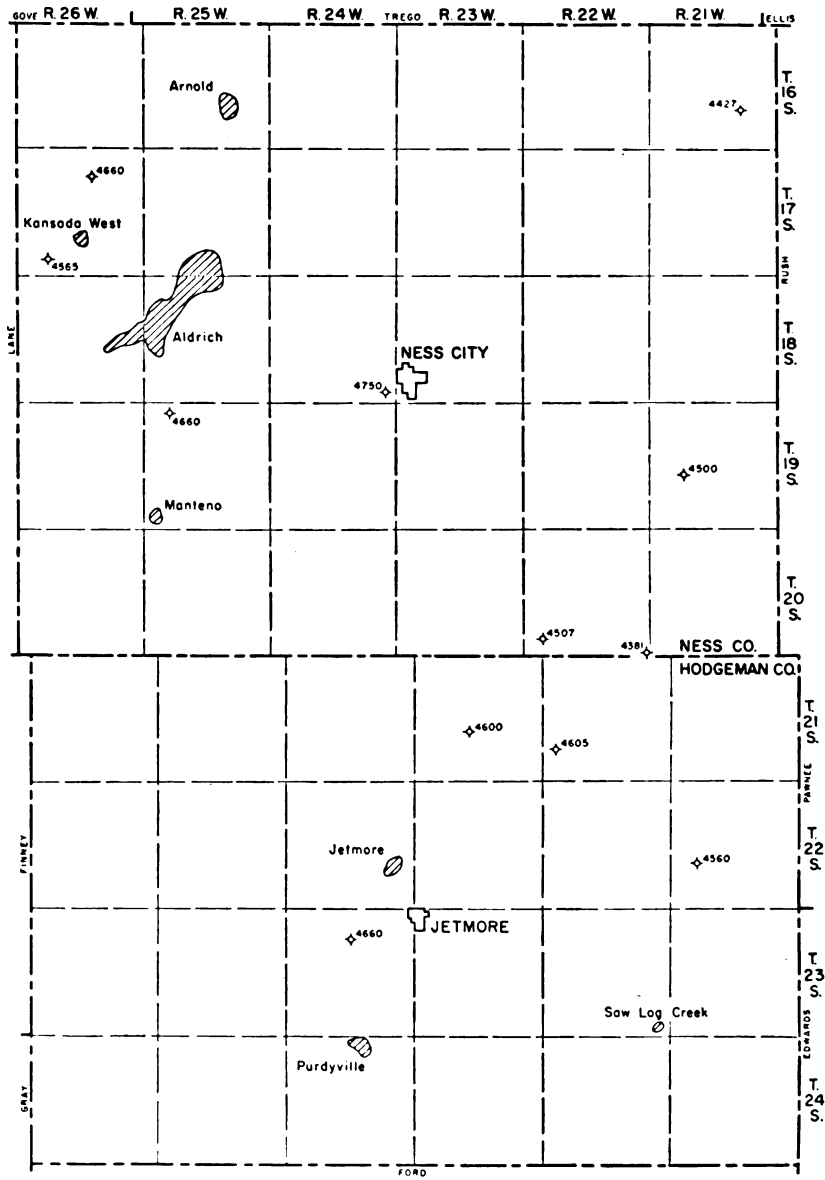 GOVE R. 26 W. R. 25 W. R. 24 W. TREGO R. 23 W. R. 22 W. R. 21 W. ELLIS
Arnold
T. 16 S.
4427
4660
T. 17 S.
Kansada West
4565
RUSH
LANE
Aldrich
T. 18 S.
NESS CITY
4750
4660
T. 19 S.
4500
Manteno
T. 20 S.
4507
4381
NESS CO.
HODGEMAN CO.
T. 21 S.
4600
4605
PAWNEE
FINNEY
Jetmore
T. 22 S.
4560
JETMORE
4660
T. 23 S.
Saw Log Creek
EDWARDS
Purdyville
GRAY
T. 24 S.
FORD